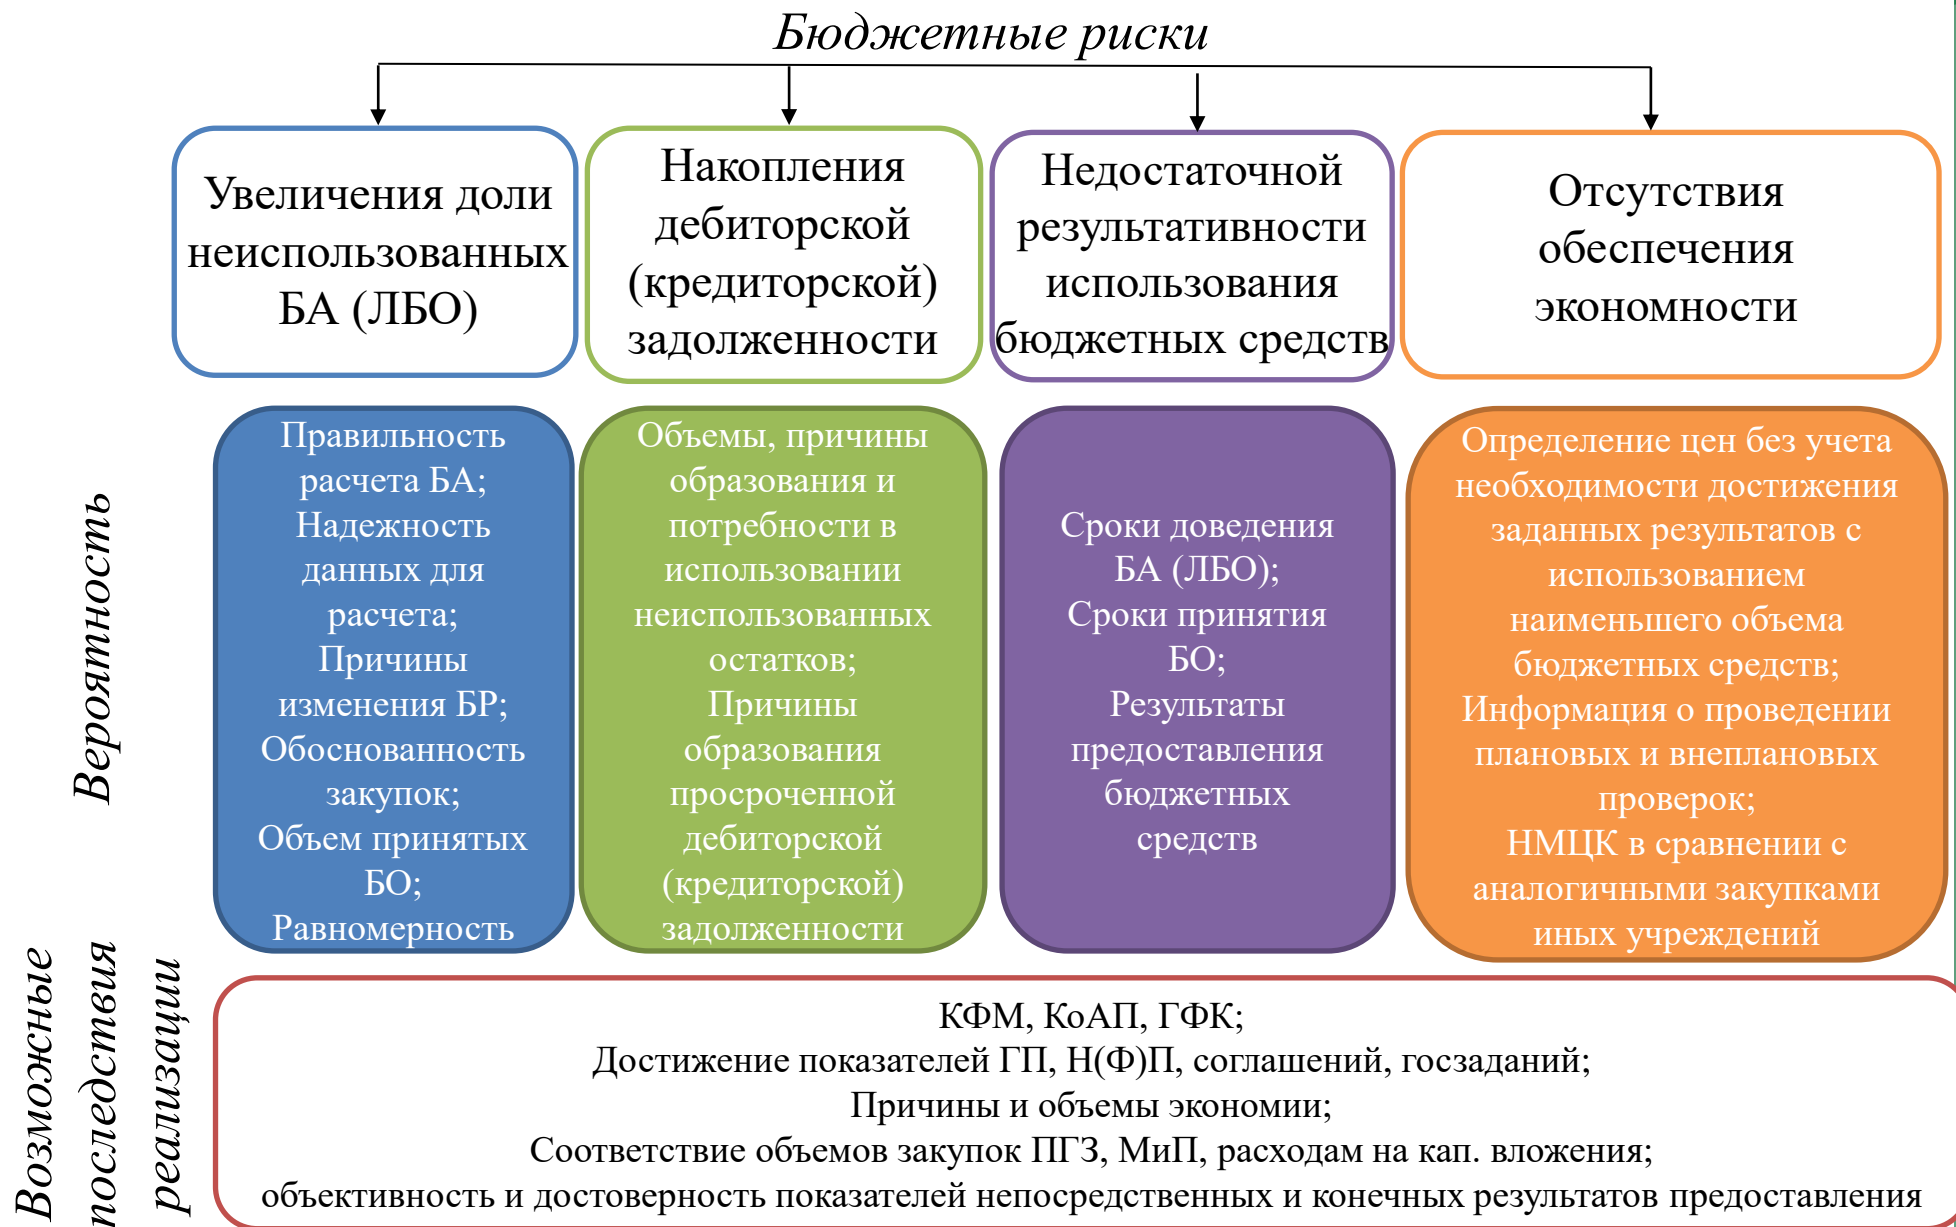 Бюджетные риски
Увеличения доли
неиспользованных
БА (ЛБО)
Накопления
дебиторской
(кредиторской)
задолженности
Недостаточной
результативности
использования
бюджетных средств
Отсутствия
обеспечения
экономности
Вероятность
Правильность
расчета БА;
Надежность
данных для
расчета;
Причины
изменения БР;
Обоснованность
закупок;
Объем принятых
БО;
Равномерность
Объемы, причины
образования и
потребности в
использовании
неиспользованных
остатков;
Причины
образования
просроченной
дебиторской
(кредиторской)
задолженности
Сроки доведения
БА (ЛБО);
Сроки принятия
БО;
Результаты
предоставления
бюджетных
средств
Определение цен без учета
необходимости достижения
заданных результатов с
использованием
наименьшего объема
бюджетных средств;
Информация о проведении
плановых и внеплановых
проверок;
НМЦК в сравнении с
аналогичными закупками
иных учреждений
Возможные
последствия
реализации
КФМ, КоАП, ГФК;
Достижение показателей ГП, Н(Ф)П, соглашений, госзаданий;
Причины и объемы экономии;
Соответствие объемов закупок ПГЗ, МиП, расходам на кап. вложения;
объективность и достоверность показателей непосредственных и конечных результатов предоставления